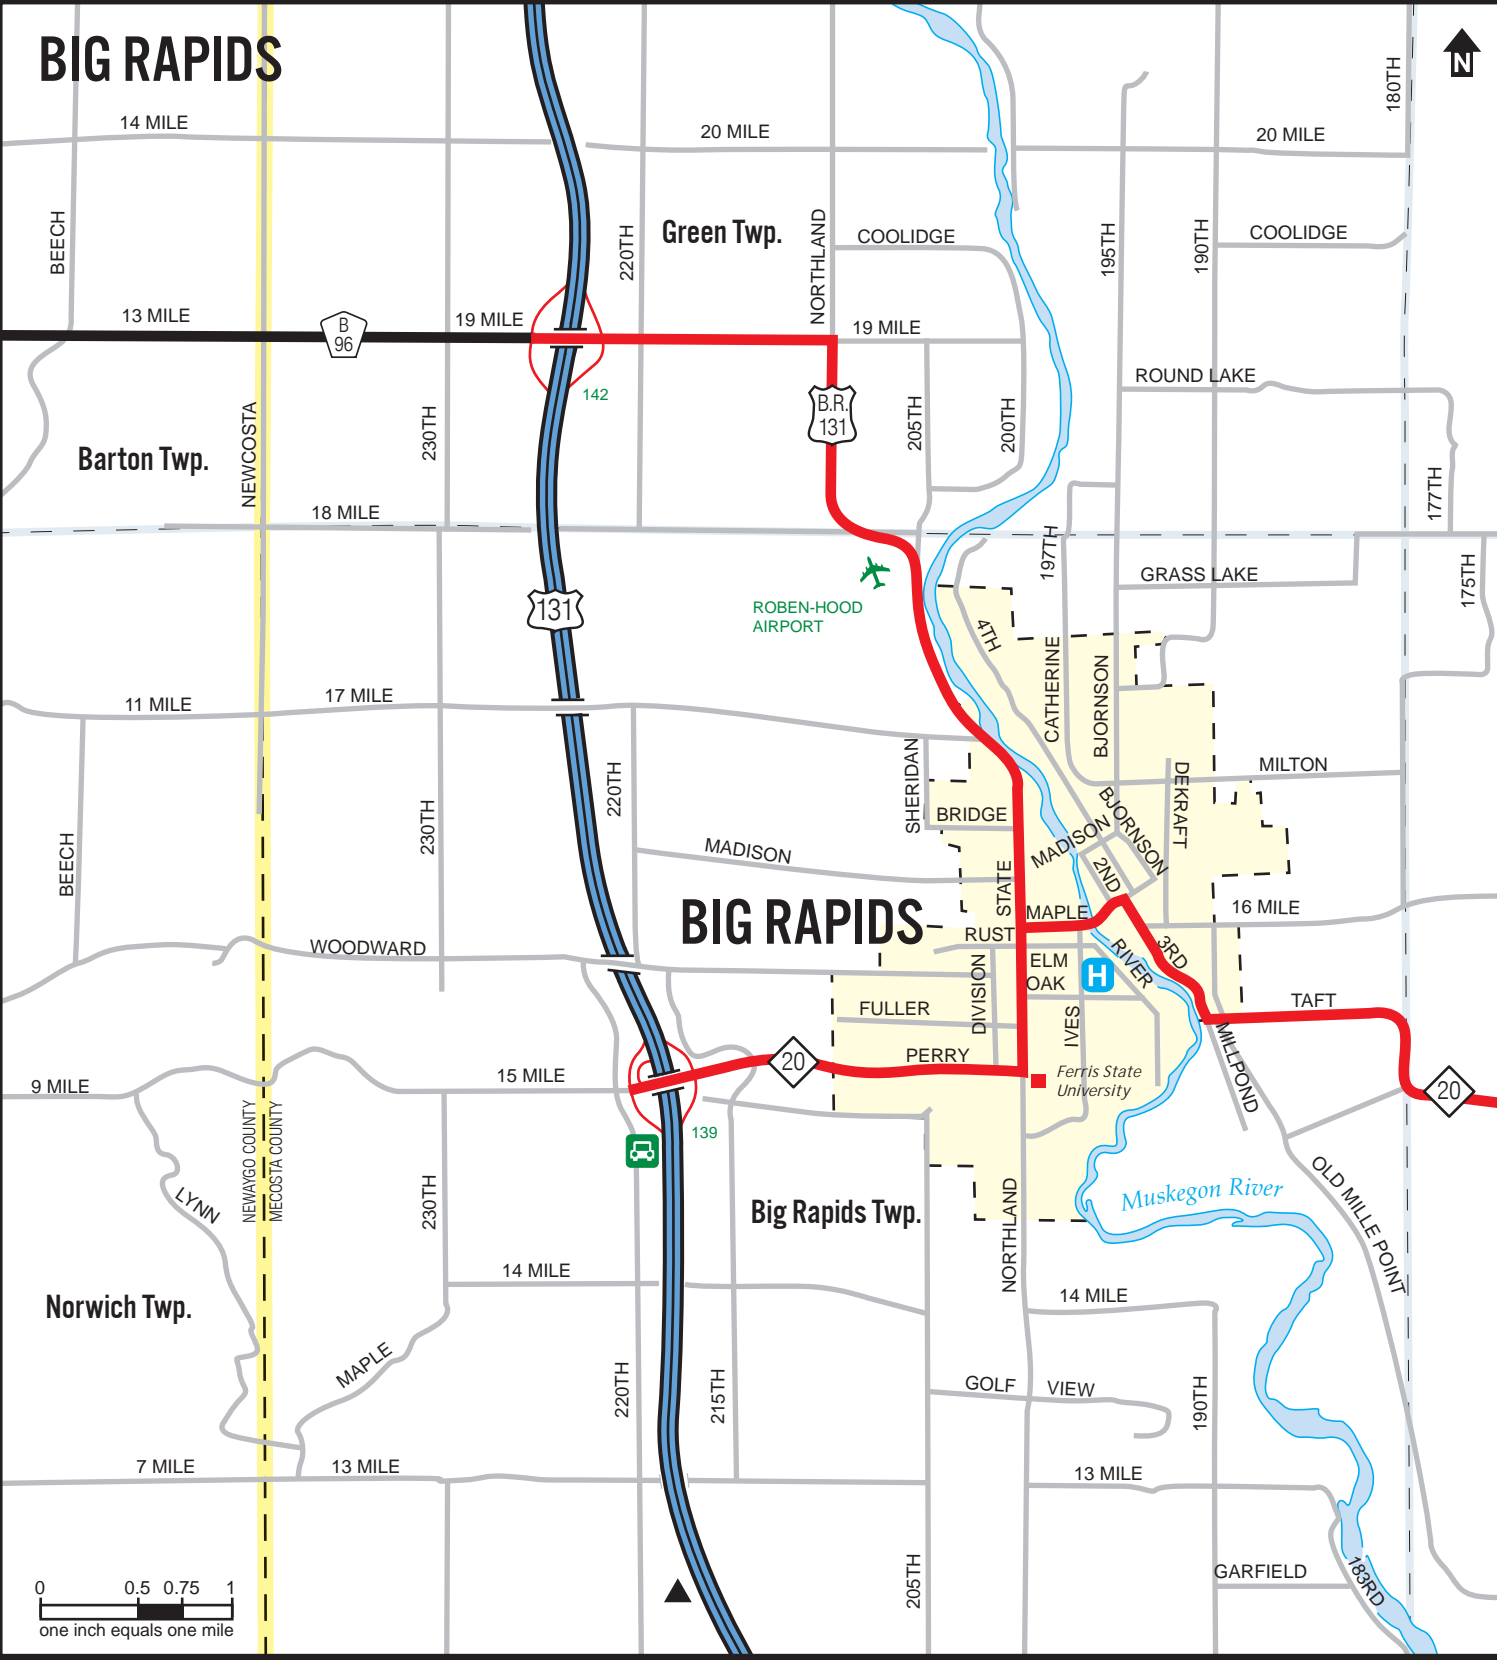 BIG RAPIDS
N
180TH
14 MILE
20 MILE
20 MILE
BEECH
220TH
Green Twp.
NORTHLAND
COOLIDGE
195TH
190TH
COOLIDGE
13 MILE
B
96
19 MILE
19 MILE
142
B.R.
131
ROUND LAKE
NEWCOSTA
230TH
205TH
200TH
Barton Twp.
177TH
18 MILE
197TH
GRASS LAKE
175TH
131
ROBEN-HOOD
AIRPORT
4TH
CATHERINE
BJORNSON
11 MILE
17 MILE
SHERIDAN
MILTON
220TH
DEKRAFT
BJORNSON
BRIDGE
230TH
MADISON
MADISON
BEECH
2ND
STATE
BIG RAPIDS
MAPLE
16 MILE
RUST
WOODWARD
3RD
RIVER
ELM
H
OAK
DIVISION
FULLER
IVES
TAFT
PERRY
20
MILLPOND
9 MILE
15 MILE
Ferris State
University
20
139
NEWAYGO COUNTY
MECOSTA COUNTY
LYNN
230TH
Muskegon River
OLD MILLE POINT
Big Rapids Twp.
NORTHLAND
14 MILE
14 MILE
Norwich Twp.
MAPLE
220TH
215TH
GOLF VIEW
190TH
7 MILE
13 MILE
13 MILE
205TH
GARFIELD
183RD
0 0.5 0.75 1
one inch equals one mile